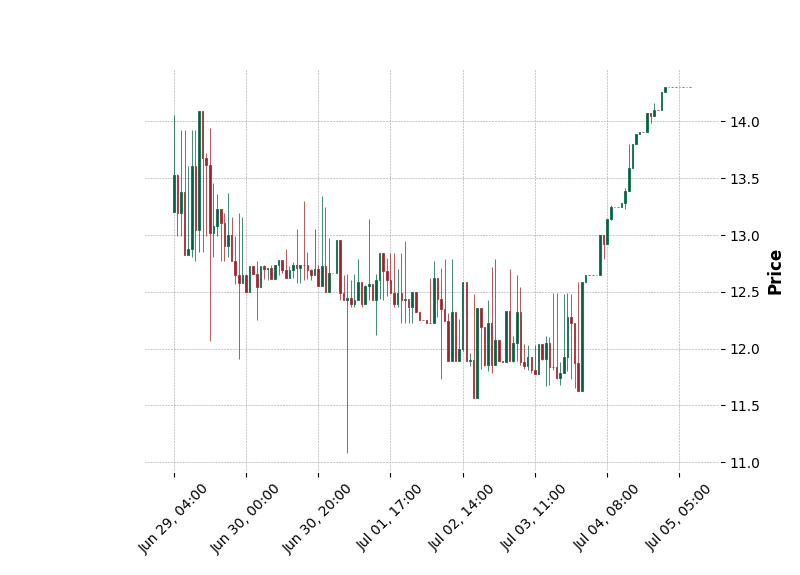 14.0
13.5
13.0
12.5
12.0
11.5
11.0
Price
Jun 29, 04:00
Jun 30, 00:00
Jun 30, 20:00
Jul 01, 17:00
Jul 02, 14:00
Jul 03, 11:00
Jul 04, 08:00
Jul 05, 05:00